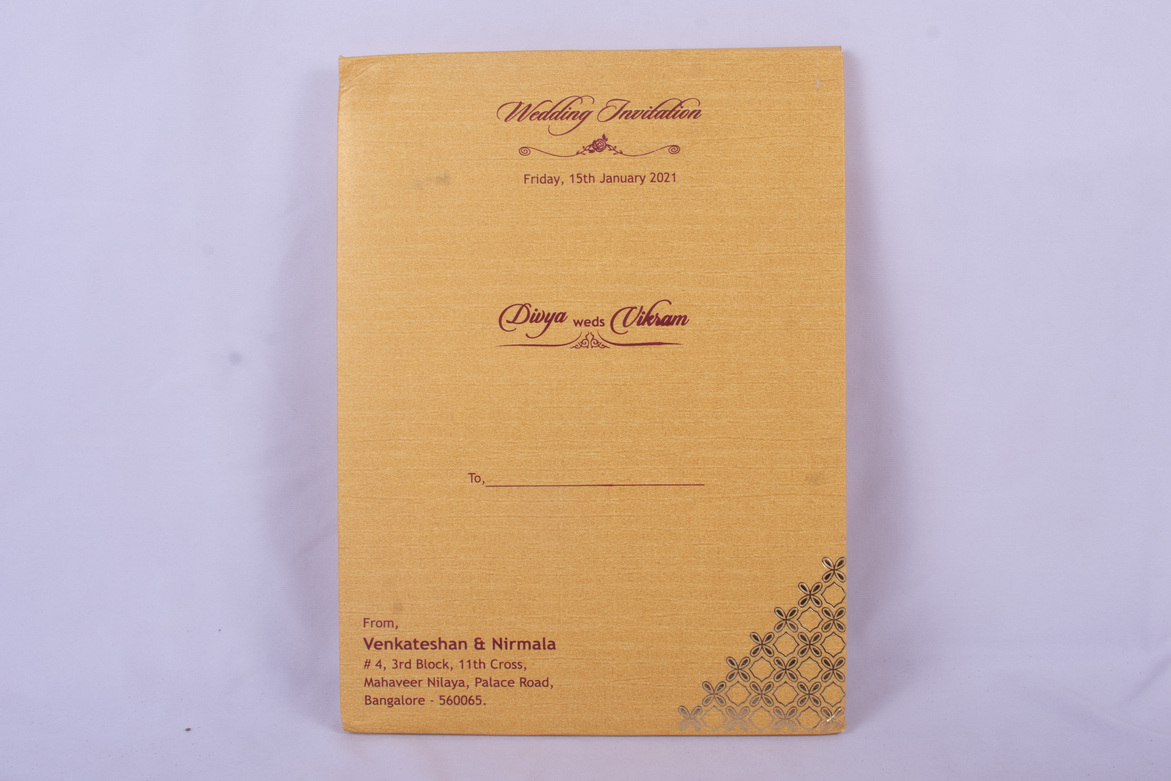 Wedding Invitation
Friday, 15th January 2021
Divya weds Vikram
To,
From,
Venkateshan & Nirmala
# 4, 3rd Block, 11th Cross,
Mahaveer Nilaya, Palace Road,
Bangalore - 560065.